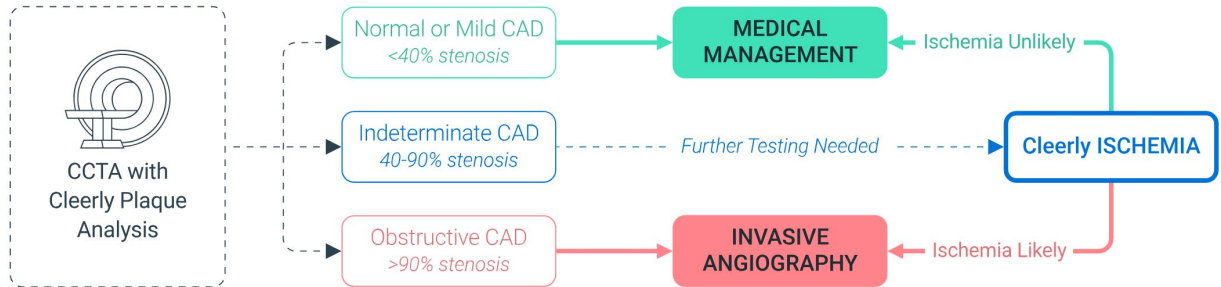 CCTA with
Cleerly Plaque
Analysis
Normal or Mild CAD
<40% stenosis
MEDICAL
MANAGEMENT
Ischemia Unlikely
Indeterminate CAD
40-90% stenosis
Further Testing Needed
Cleerly ISCHEMIA
Obstructive CAD
>90% stenosis
INVASIVE
ANGIOGRAPHY
Ischemia Likely